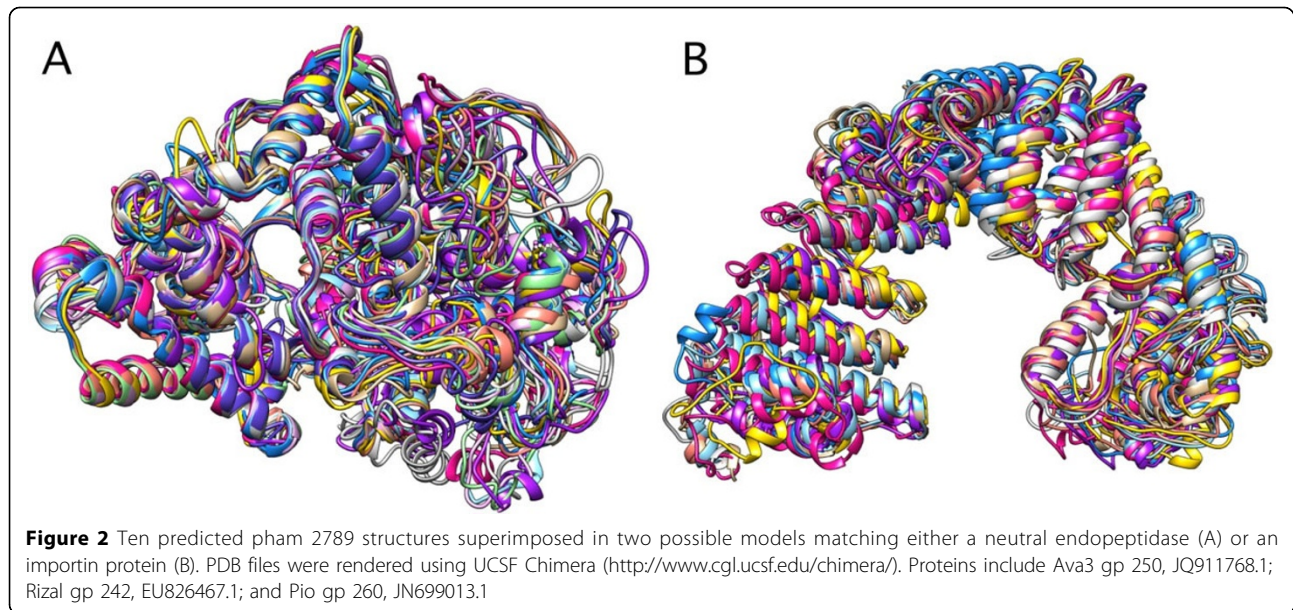 A
B
Figure 2 Ten predicted pham 2789 structures superimposed in two possible models matching either a neutral endopeptidase (A) or an
importin protein (B). PDB files were rendered using UCSF Chimera (http://www.cgl.ucsf.edu/chimera/). Proteins include Ava3 gp 250, JQ911768.1;
Rizal gp 242, EU826467.1; and Pio gp 260, JN699013.1